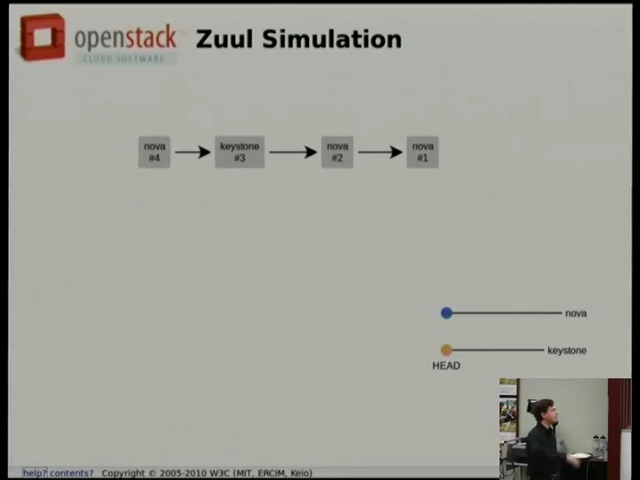 openstack
CLOUD SOFTWARE
Zuul Simulation
nova
#4
keystone
#3
nova
#2
nova
#1
nova
keystone
HEAD
help? contents? Copyright © 2005-2010 W3C (MIT, ERCIM, Keio)